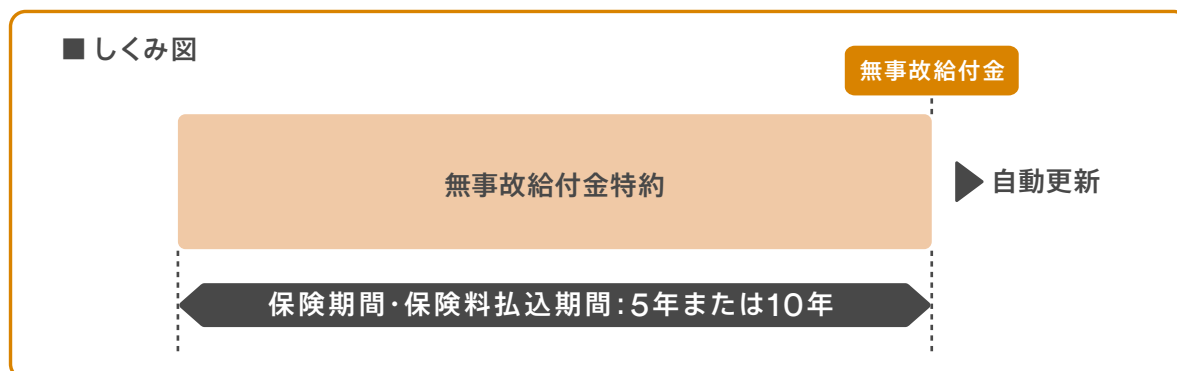 ■しくみ図
無事故給付金
無事故給付金特約
自動更新
保険期間・保険料払込期間：5年または10年